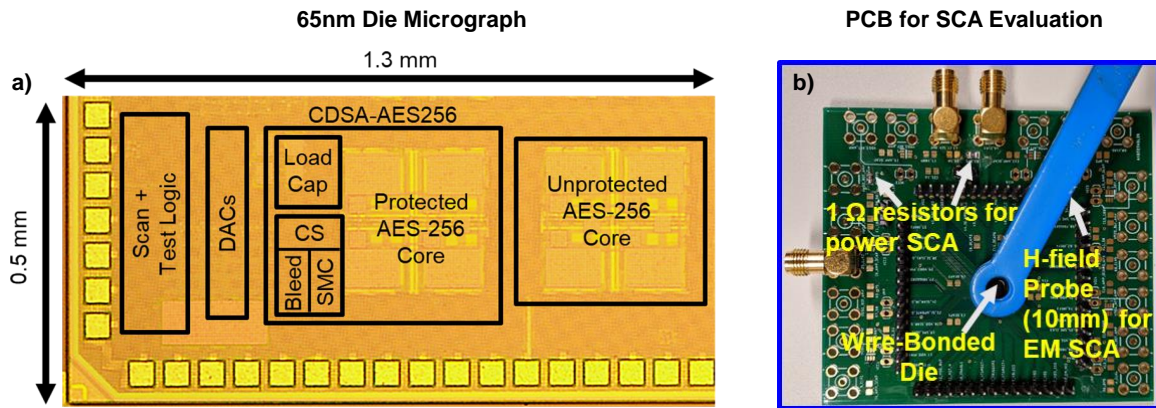 65nm Die Micrograph
PCB for SCA Evaluation
a)
1.3 mm
0.5 mm
Scan +
Test Logic
DACs
CDSA-AES256
Load
Cap
CS
Bleed
SMC
Protected
AES-256
Core
Unprotected
AES-256
Core
b)
1 Ω resistors for
power SCA
H-field
Probe
(10mm) for
EM SCA
Wire-Bonded
Die